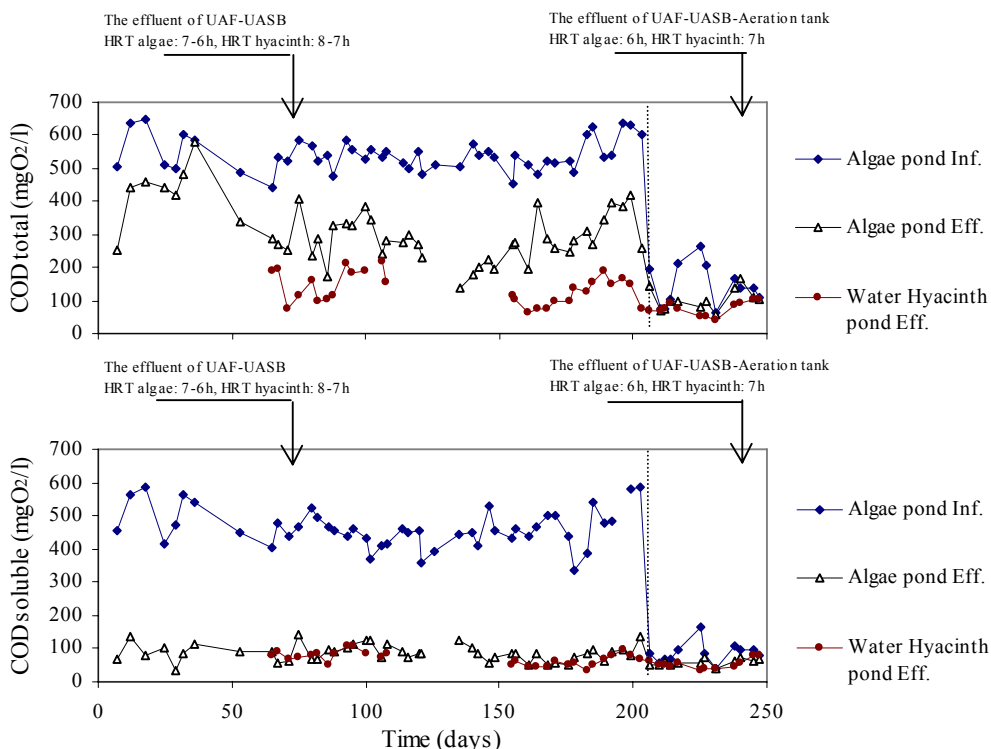 The effluent of UAF-UASB
HRT algae: 7-6h, HRT hyacinth: 8-7h
The effluent of UAF-UASB-Aeration tank
HRT algae: 6h, HRT hyacinth: 7h
COD total (mgO2/l)
700
600
500
400
300
200
100
0
Algae pond Inf.
Algae pond Eff.
Water Hyacinth
pond Eff.
The effluent of UAF-UASB
HRT algae: 7-6h, HRT hyacinth: 8-7h
The effluent of UAF-UASB-Aeration tank
HRT algae: 6h, HRT hyacinth: 7h
COD soluble (mgO2/l)
700
600
500
400
300
200
100
0
Algae pond Inf.
Algae pond Eff.
Water Hyacinth
pond Eff.
0 50 100 150 200 250
Time (days)